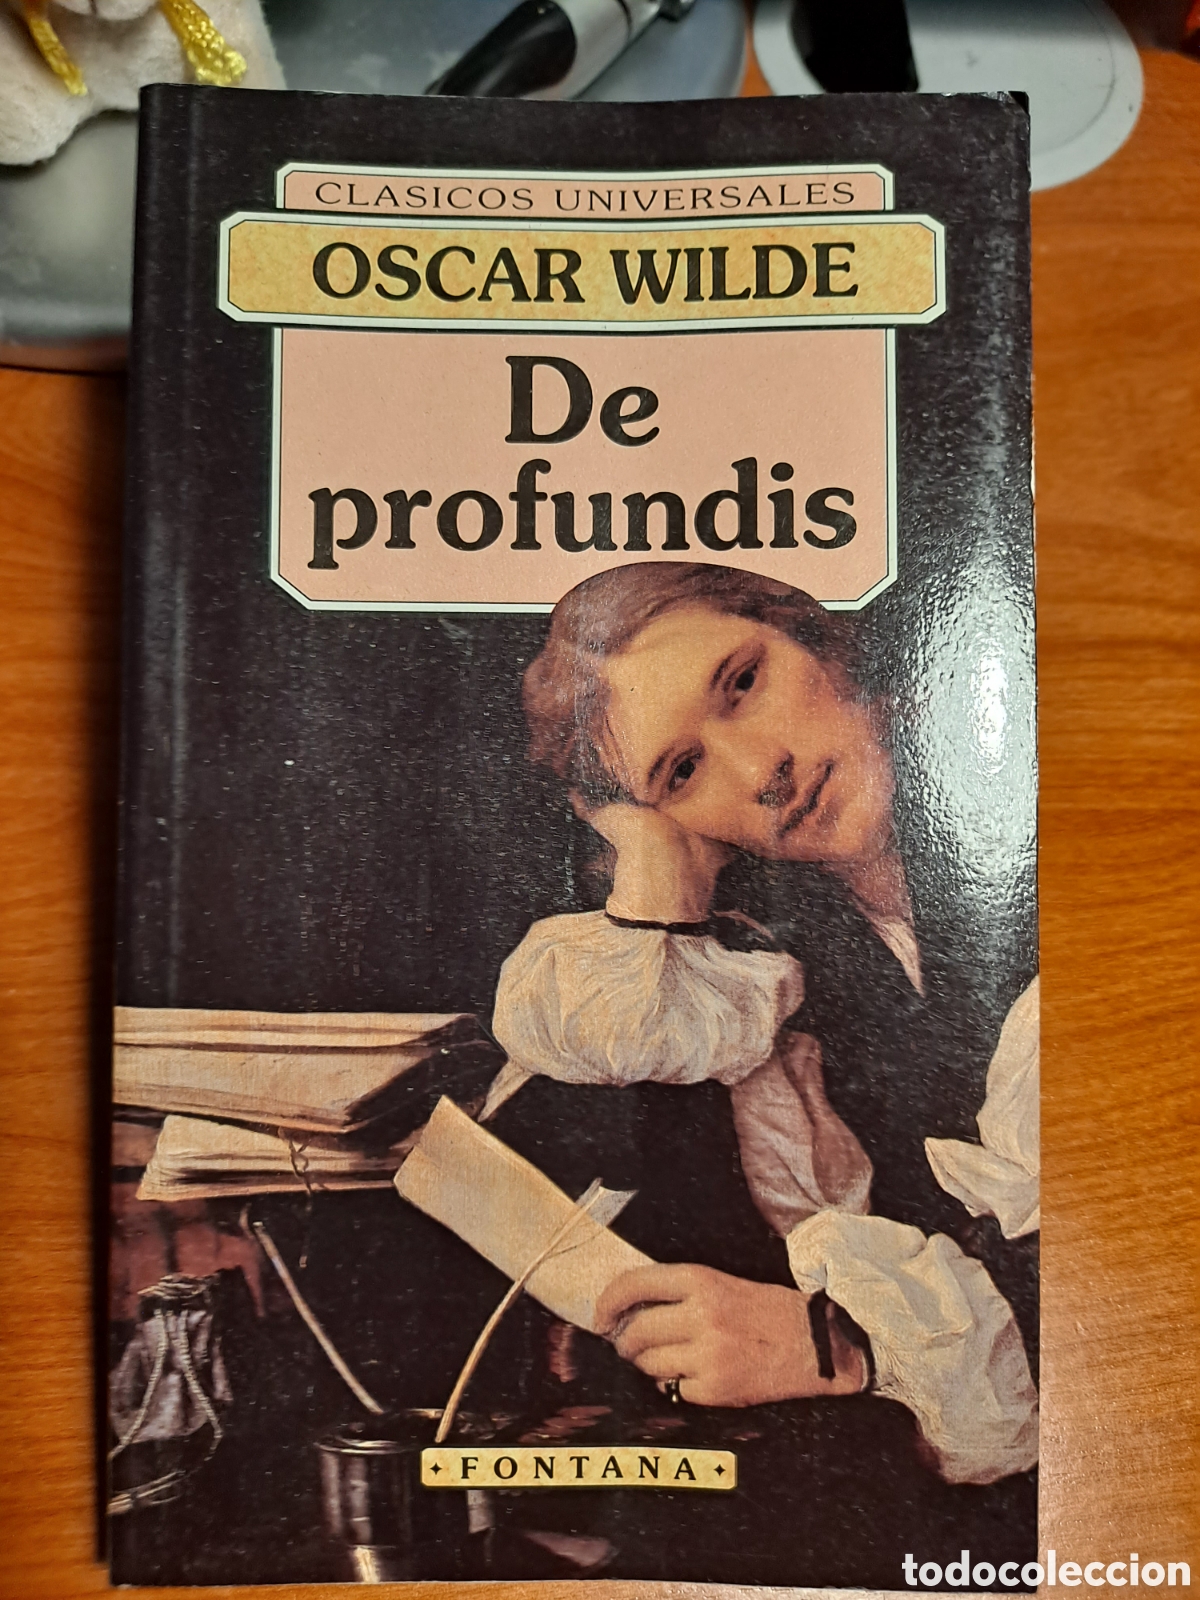 CLASICOS UNIVERSALES
OSCAR WILDE
De
profundis
✦ FONTANA ✦
todocoleccion